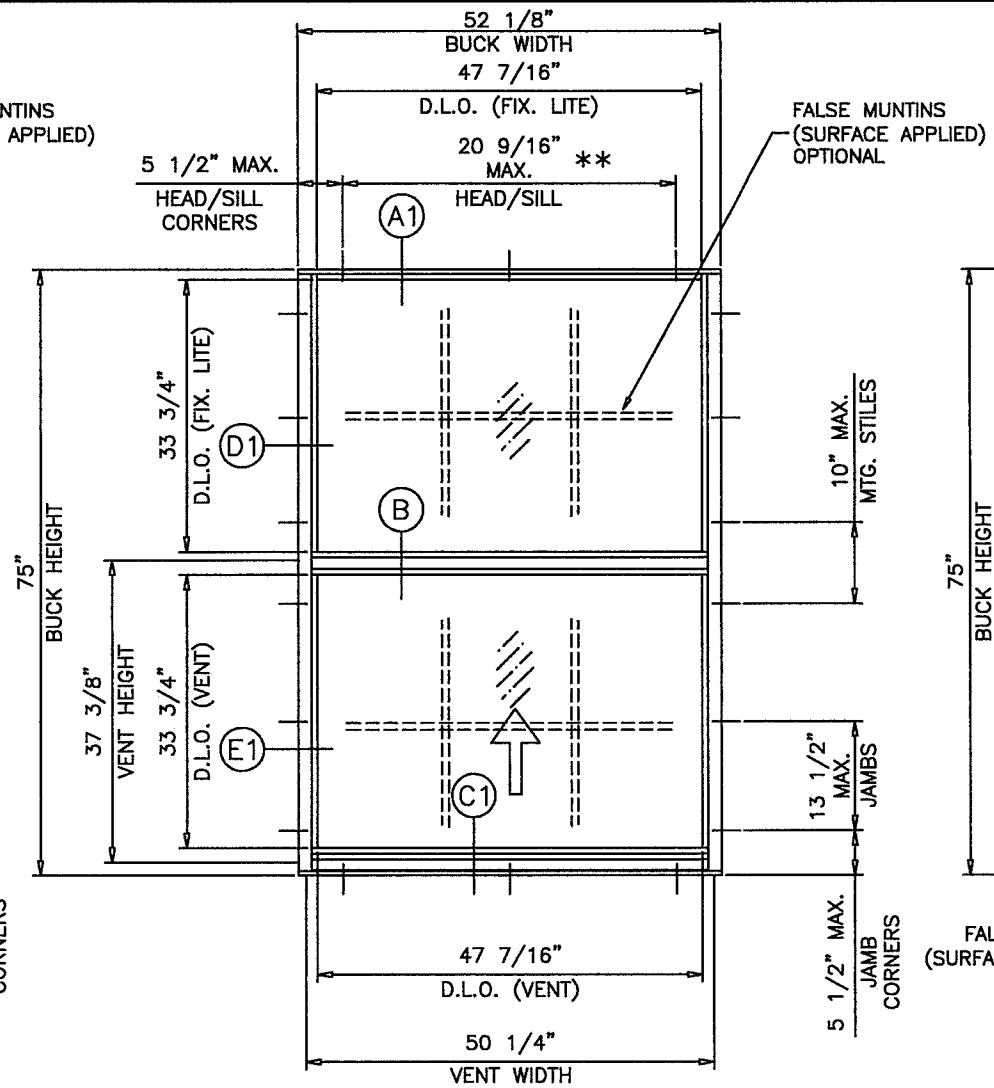 52 1/8"
BUCK WIDTH
47 7/16"
D.L.O. (FIX. LITE)
NTINS
APPLIED)
FALSE MUNTINS
(SURFACE APPLIED)
OPTIONAL
5 1/2" MAX.
HEAD/SILL
CORNERS
20 9/16" **
MAX.
HEAD/SILL
A1
33 3/4"
D.L.O. (FIX. LITE)
D1
B
10" MAX.
MTG. STILES
75"
BUCK HEIGHT
75"
BUCK HEIGHT
37 3/8"
VENT HEIGHT
33 3/4"
D.L.O. (VENT)
E1
C1
13 1/2"
MAX.
JAMBS
CORNERS
5 1/2" MAX.
JAMB
CORNERS
FAL
(SURFA
47 7/16"
D.L.O. (VENT)
50 1/4"
VENT WIDTH